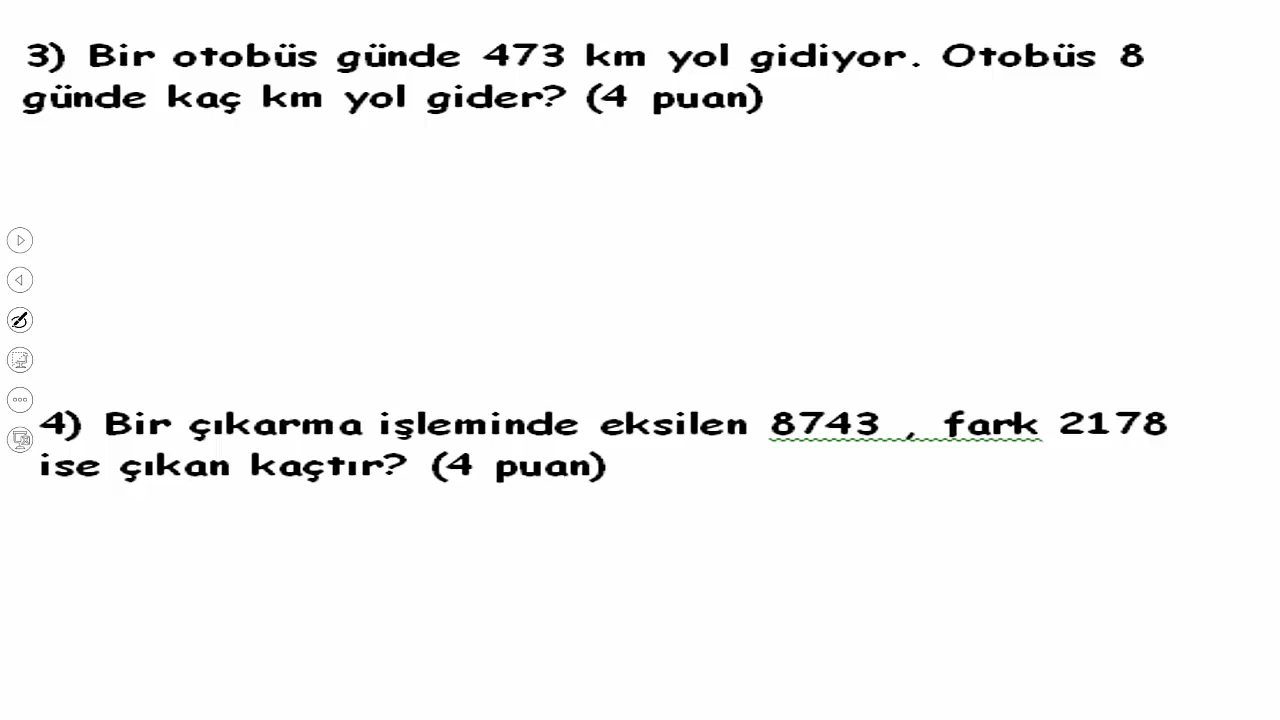 3) Bir otobüs günde 473 km yol gidiyor. Otobüs 8
günde kaç km yol gider? (4 puan)
4) Bir çıkarma işleminde eksilen 8743 , fark 2178
ise çıkan kaçtır? (4 puan)